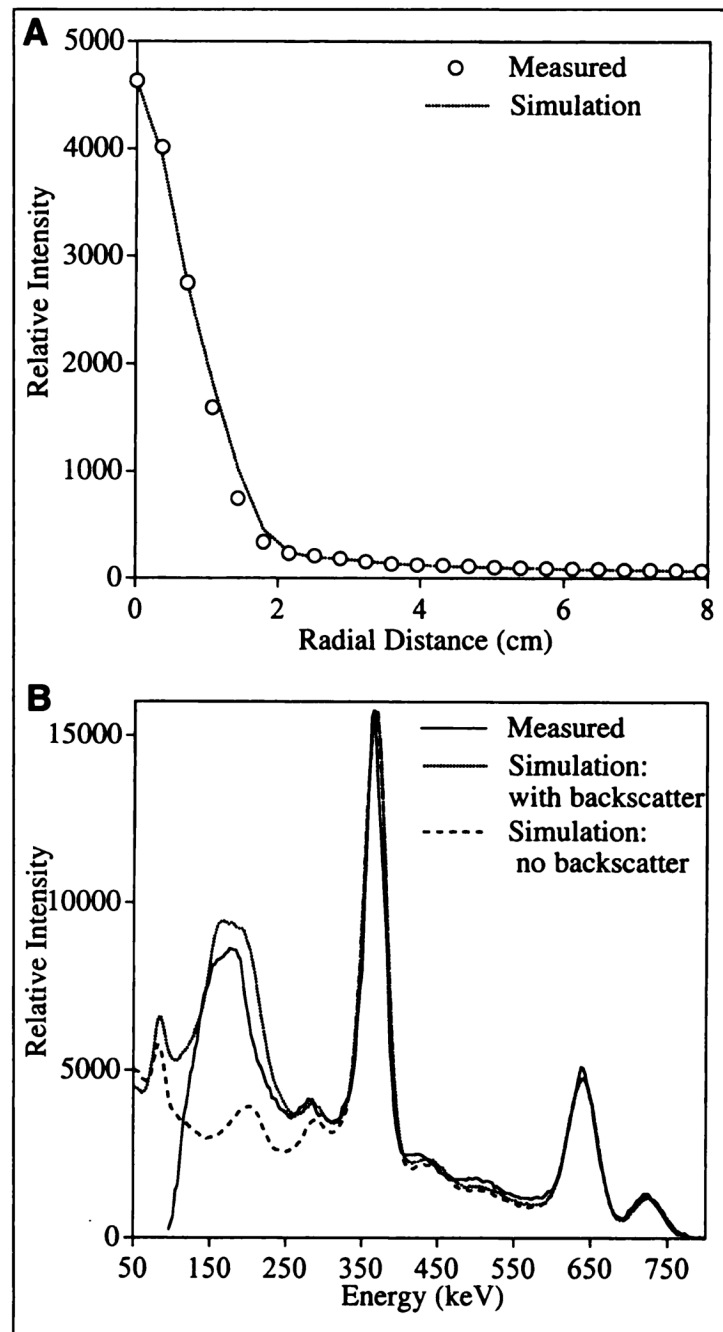 A
5000
4000
3000
2000
1000
0
Relative Intensity
Measured
Simulation
0 2 4 6 8
Radial Distance (cm)
B
15000
10000
5000
0
Relative Intensity
Measured
Simulation:
with backscatter
Simulation:
no backscatter
50 150 250 350 450 550 650 750
Energy (keV)